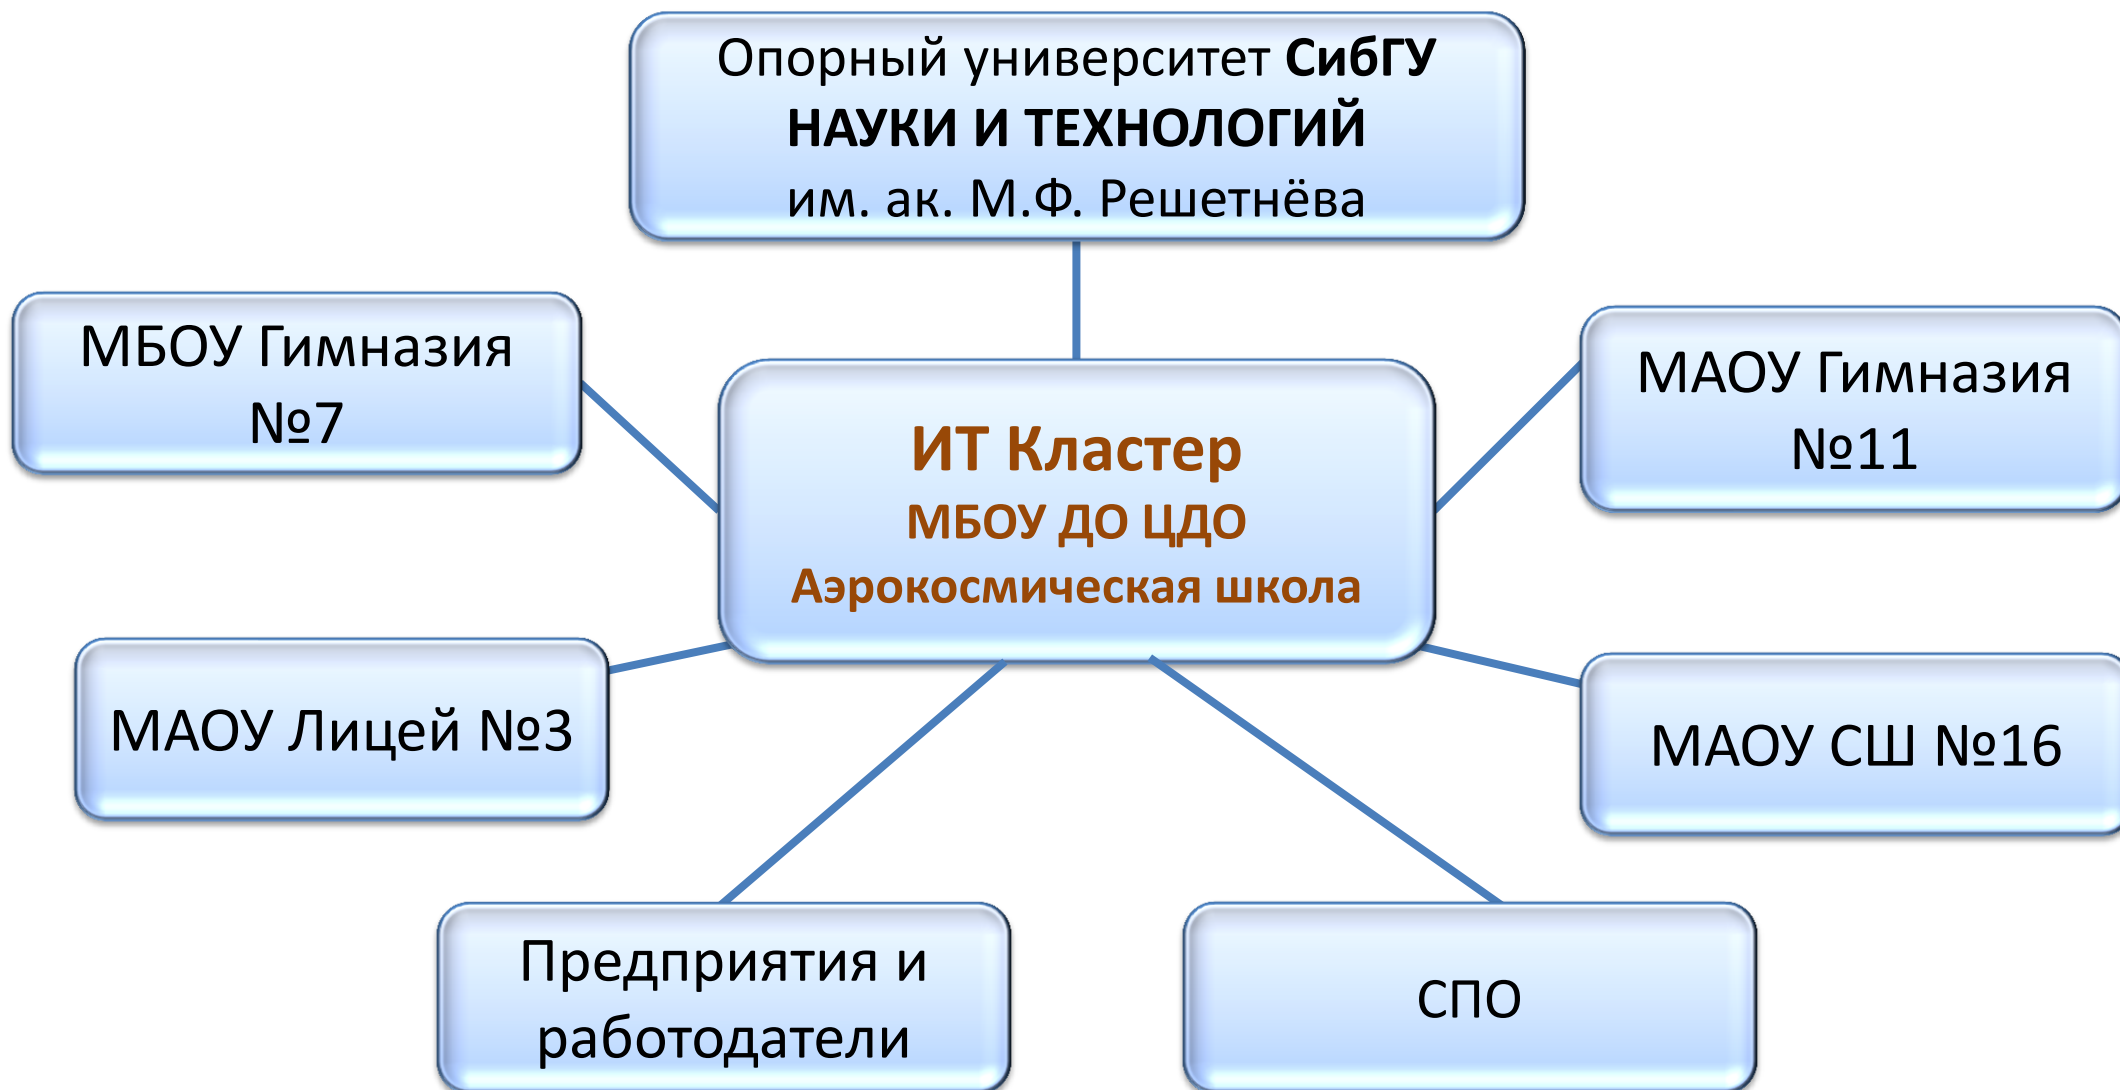 Опорный университет СибГУ
НАУКИ И ТЕХНОЛОГИЙ
им. ак. М.Ф. Решетнёва
МБОУ Гимназия
№7
МАОУ Гимназия
№11
ИТ Кластер
МБОУ ДО ЦДО
Аэрокосмическая школа
МАОУ Лицей №3
МАОУ СШ №16
Предприятия и
работодатели
СПО